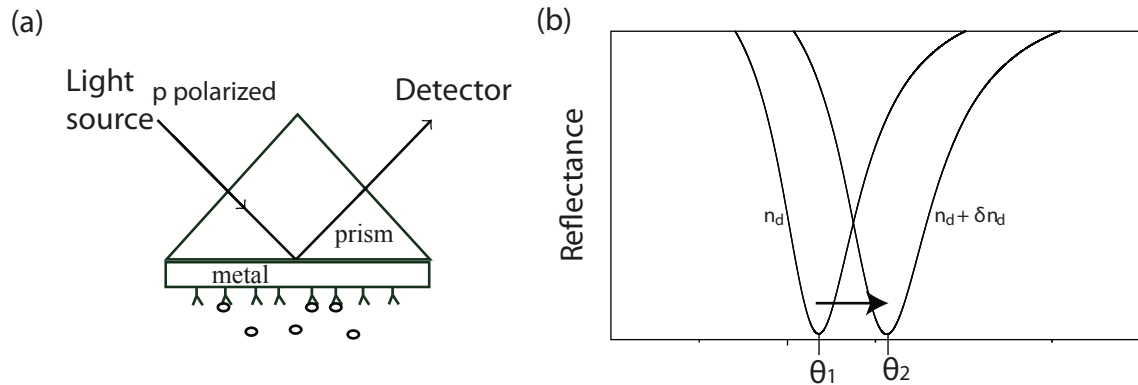 (a)
Light
source
p polarized
Detector
prism
metal
(b)
Reflectance
n_d
n_d + δn_d
θ₁
θ₂